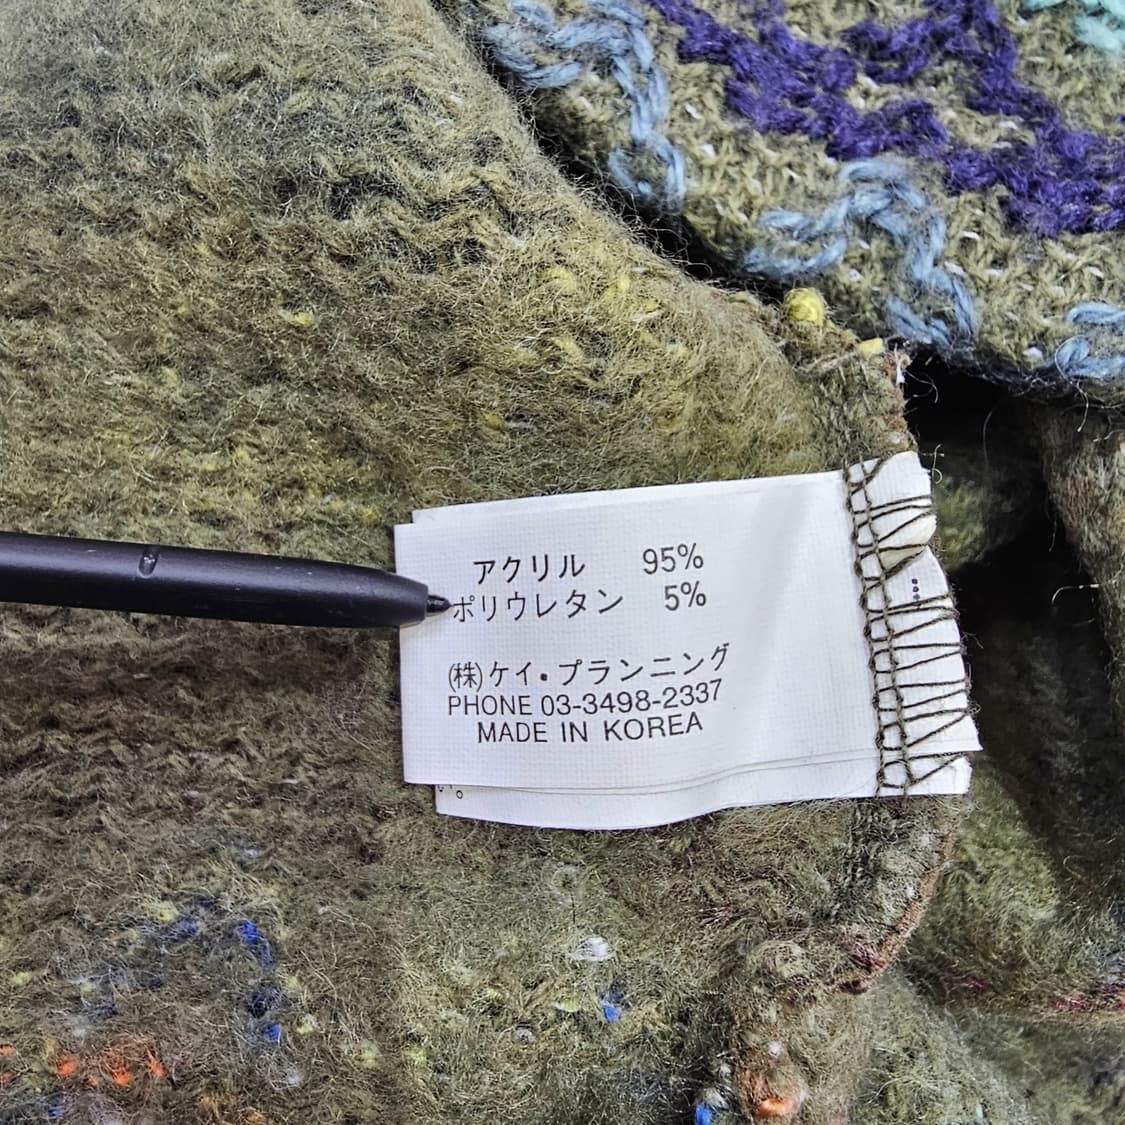 アクリル 95%
ポリウレタン 5%
(株)ケイ・プランニング
PHONE 03-3498-2337
MADE IN KOREA